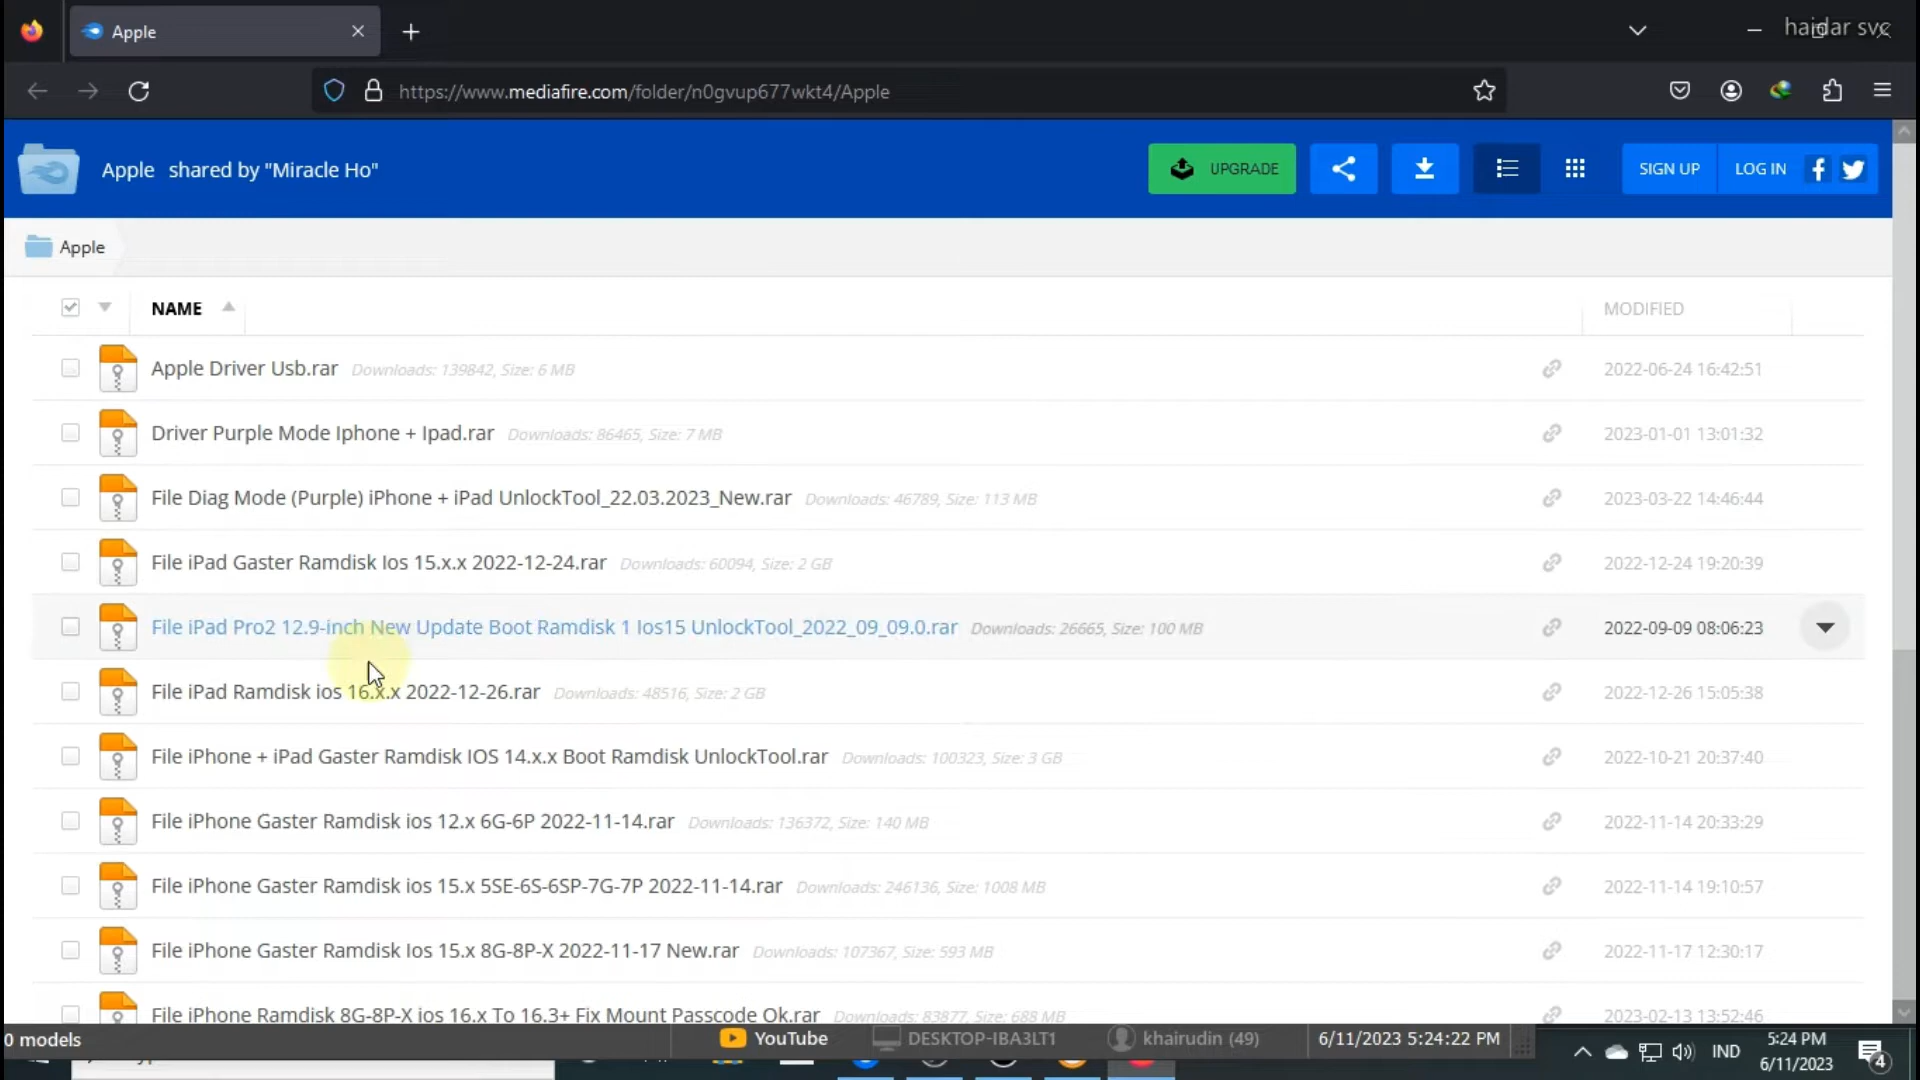 Apple
haidar svc
https://www.mediafire.com/folder/n0gvup677wkt4/Apple
Apple shared by "Miracle Ho"
UPGRADE
SIGN UP
LOG IN
Apple
NAME
MODIFIED
Apple Driver Usb.rar Downloads: 139842, Size: 6 MB 2022-06-24 16:42:51
Driver Purple Mode Iphone + Ipad.rar Downloads: 86465, Size: 7 MB 2023-01-01 13:01:32
File Diag Mode (Purple) iPhone + iPad UnlockTool_22.03.2023_New.rar Downloads: 46789, Size: 113 MB 2023-03-22 14:46:44
File iPad Gaster Ramdisk Ios 15.x.x 2022-12-24.rar Downloads: 60094, Size: 2 GB 2022-12-24 19:20:39
File iPad Pro2 12.9-inch New Update Boot Ramdisk 1 Ios15 UnlockTool_2022_09_09.0.rar Downloads: 26665, Size: 100 MB 2022-09-09 08:06:23
File iPad Ramdisk ios 16.x.x 2022-12-26.rar Downloads: 48516, Size: 2 GB 2022-12-26 15:05:38
File iPhone + iPad Gaster Ramdisk IOS 14.x.x Boot Ramdisk UnlockTool.rar Downloads: 100323, Size: 3 GB 2022-10-21 20:37:40
File iPhone Gaster Ramdisk ios 12.x 6G-6P 2022-11-14.rar Downloads: 136372, Size: 140 MB 2022-11-14 20:33:29
File iPhone Gaster Ramdisk ios 15.x 5SE-6S-6SP-7G-7P 2022-11-14.rar Downloads: 246136, Size: 1008 MB 2022-11-14 19:10:57
File iPhone Gaster Ramdisk Ios 15.x 8G-8P-X 2022-11-17 New.rar Downloads: 107367, Size: 593 MB 2022-11-17 12:30:17
File iPhone Ramdisk 8G-8P-X ios 16.x To 16.3+ Fix Mount Passcode Ok.rar Downloads: 83877, Size: 688 MB 2023-02-13 13:52:46
0 models
YouTube
DESKTOP-IBA3LT1
khairudin (49)
6/11/2023 5:24:22 PM
IND
5:24 PM
6/11/2023
4